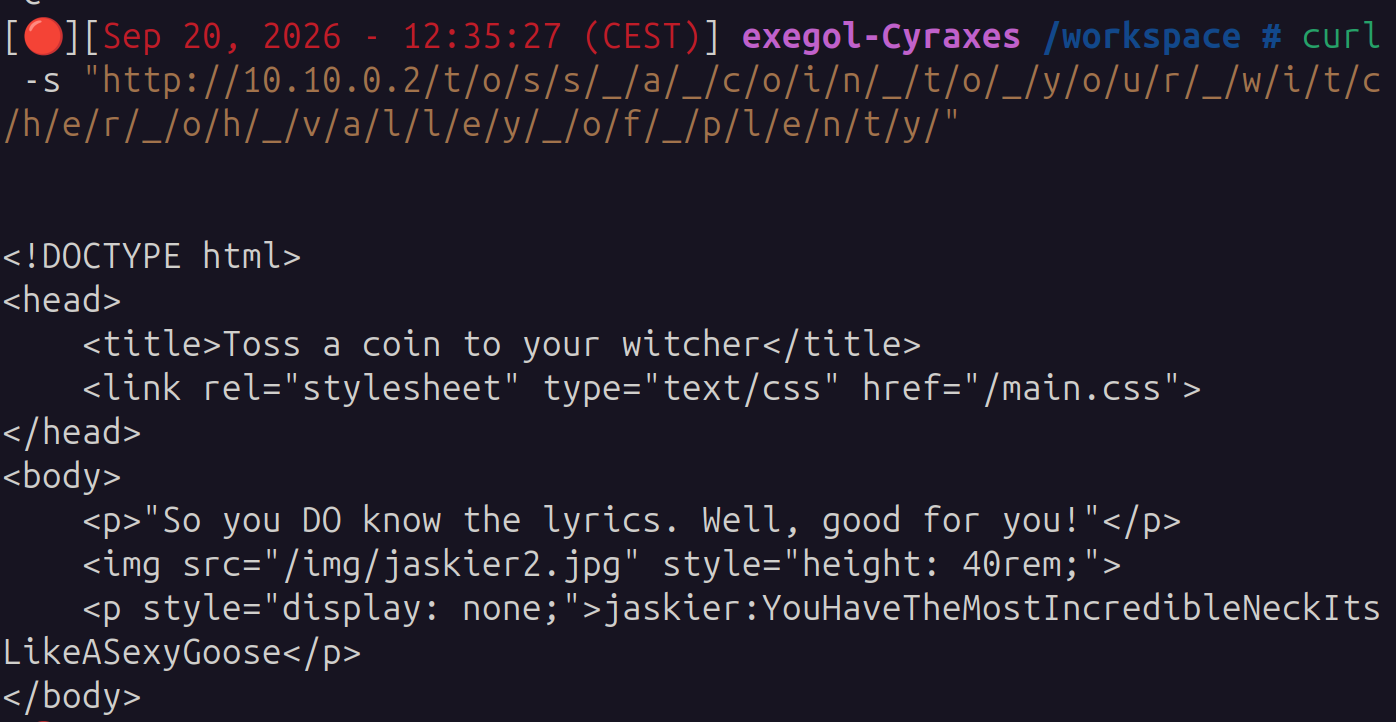 [🔴][Sep 20, 2026 - 12:35:27 (CEST)] exegol-Cyraxes /workspace # curl
 -s "http://10.10.0.2/t/o/s/s/_/a/_/c/o/i/n/_/t/o/_/y/o/u/r/_/w/i/t/c
/h/e/r/_/o/h/_/v/a/l/l/e/y/_/o/f/_/p/l/e/n/t/y/"
<!DOCTYPE html>
<head>
    <title>Toss a coin to your witcher</title>
    <link rel="stylesheet" type="text/css" href="/main.css">
</head>
<body>
    <p>"So you DO know the lyrics. Well, good for you!"</p>
    <img src="/img/jaskier2.jpg" style="height: 40rem;">
    <p style="display: none;">jaskier:YouHaveTheMostIncredibleNeckIts
LikeASexyGoose</p>
</body>